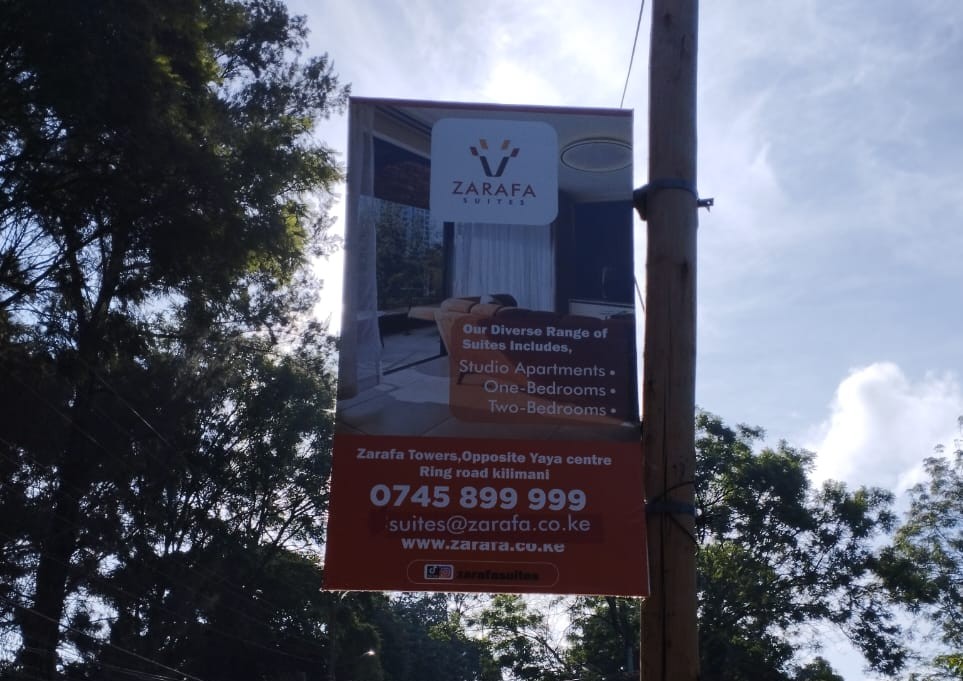 ZARAFA
SUITES
Our Diverse Range of
Suites Includes,
Studio Apartments •
One-Bedrooms •
Two-Bedrooms •
Zarafa Towers,Opposite Yaya centre
Ring road kilimani
0745 899 999
suites@zarafa.co.ke
www.zarafa.co.ke
zarafasuites